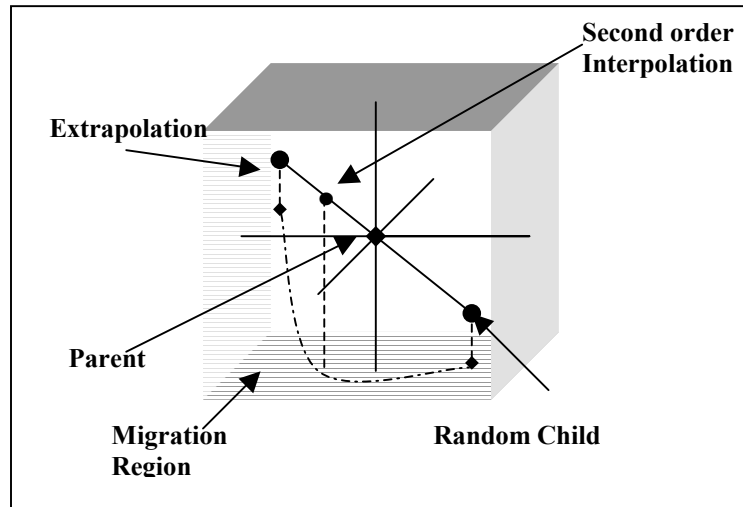 Second order
Interpolation
Extrapolation
Parent
Migration
Region
Random Child